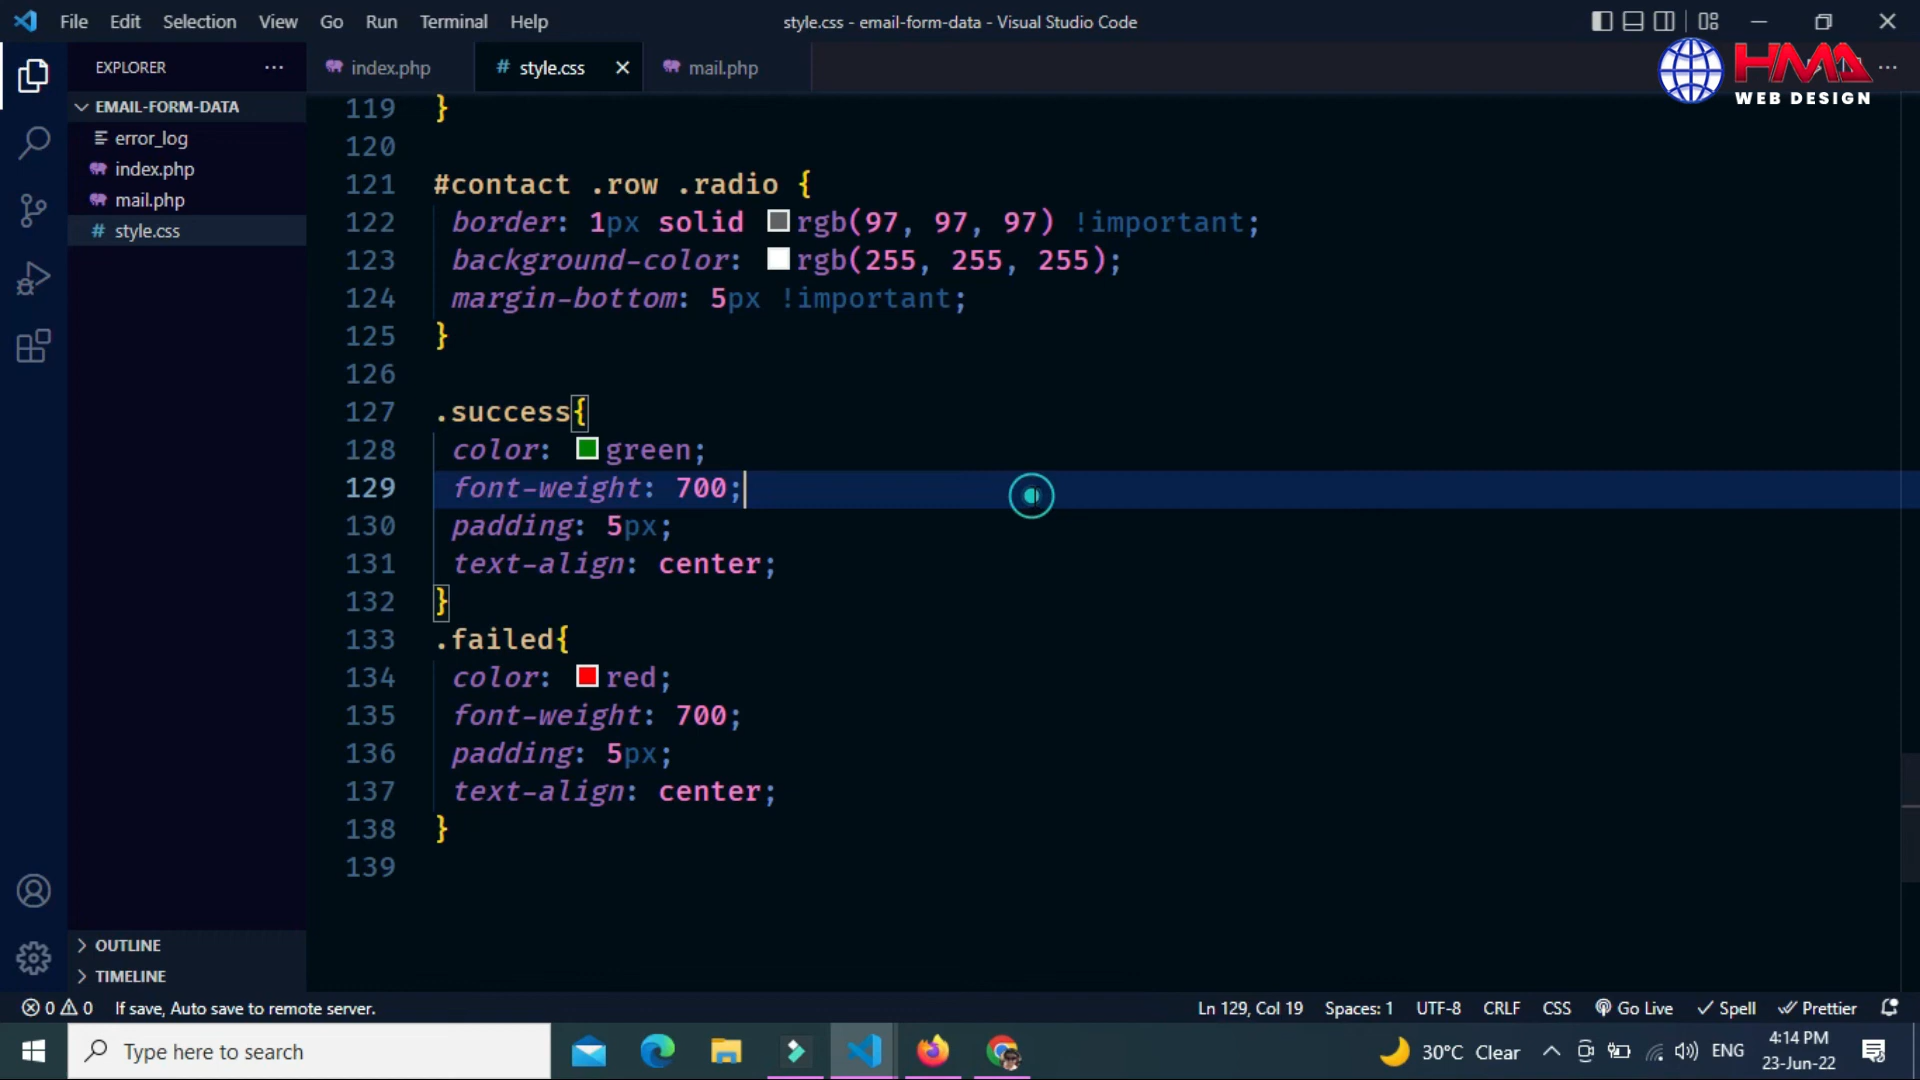 File Edit Selection View Go Run Terminal Help
style.css - email-form-data - Visual Studio Code
HMA
WEB DESIGN
EXPLORER
index.php
# style.css
mail.php
EMAIL-FORM-DATA
error_log
index.php
mail.php
# style.css
119 }
120
121 #contact .row .radio {
122 border: 1px solid rgb(97, 97, 97) !important;
123 background-color: rgb(255, 255, 255);
124 margin-bottom: 5px !important;
125 }
126
127 .success{
128 color: green;
129 font-weight: 700;
130 padding: 5px;
131 text-align: center;
132 }
133 .failed{
134 color: red;
135 font-weight: 700;
136 padding: 5px;
137 text-align: center;
138 }
139
OUTLINE
TIMELINE
0 0 If save, Auto save to remote server.
Ln 129, Col 19 Spaces: 1 UTF-8 CRLF CSS Go Live Spell Prettier
Type here to search
30°C Clear
ENG
4:14 PM
23-Jun-22